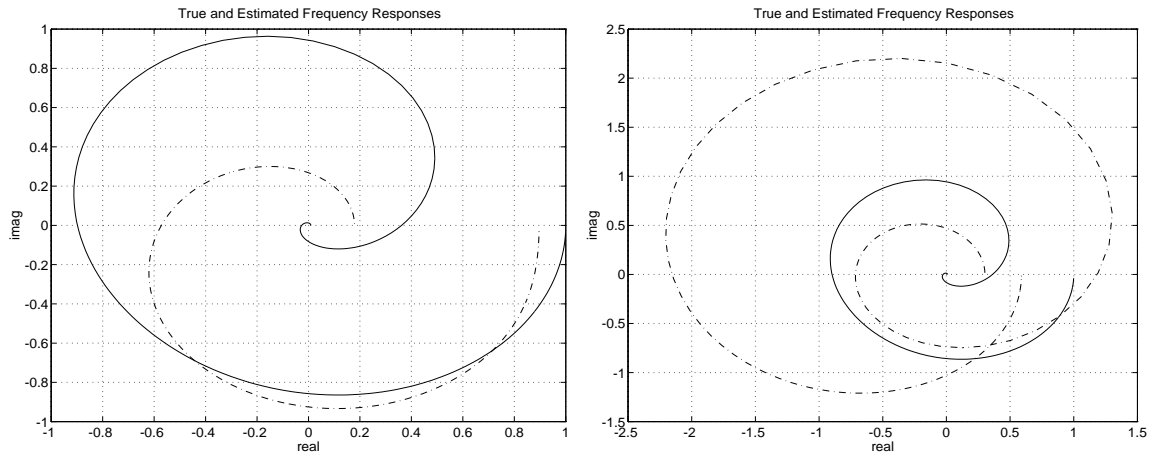 True and Estimated Frequency Responses
1
0.8
0.6
0.4
0.2
0
-0.2
-0.4
-0.6
-0.8
-1
imag
-1 -0.8 -0.6 -0.4 -0.2 0 0.2 0.4 0.6 0.8 1
real
True and Estimated Frequency Responses
2.5
2
1.5
1
0.5
0
-0.5
-1
-1.5
imag
-2.5 -2 -1.5 -1 -0.5 0 0.5 1 1.5
real